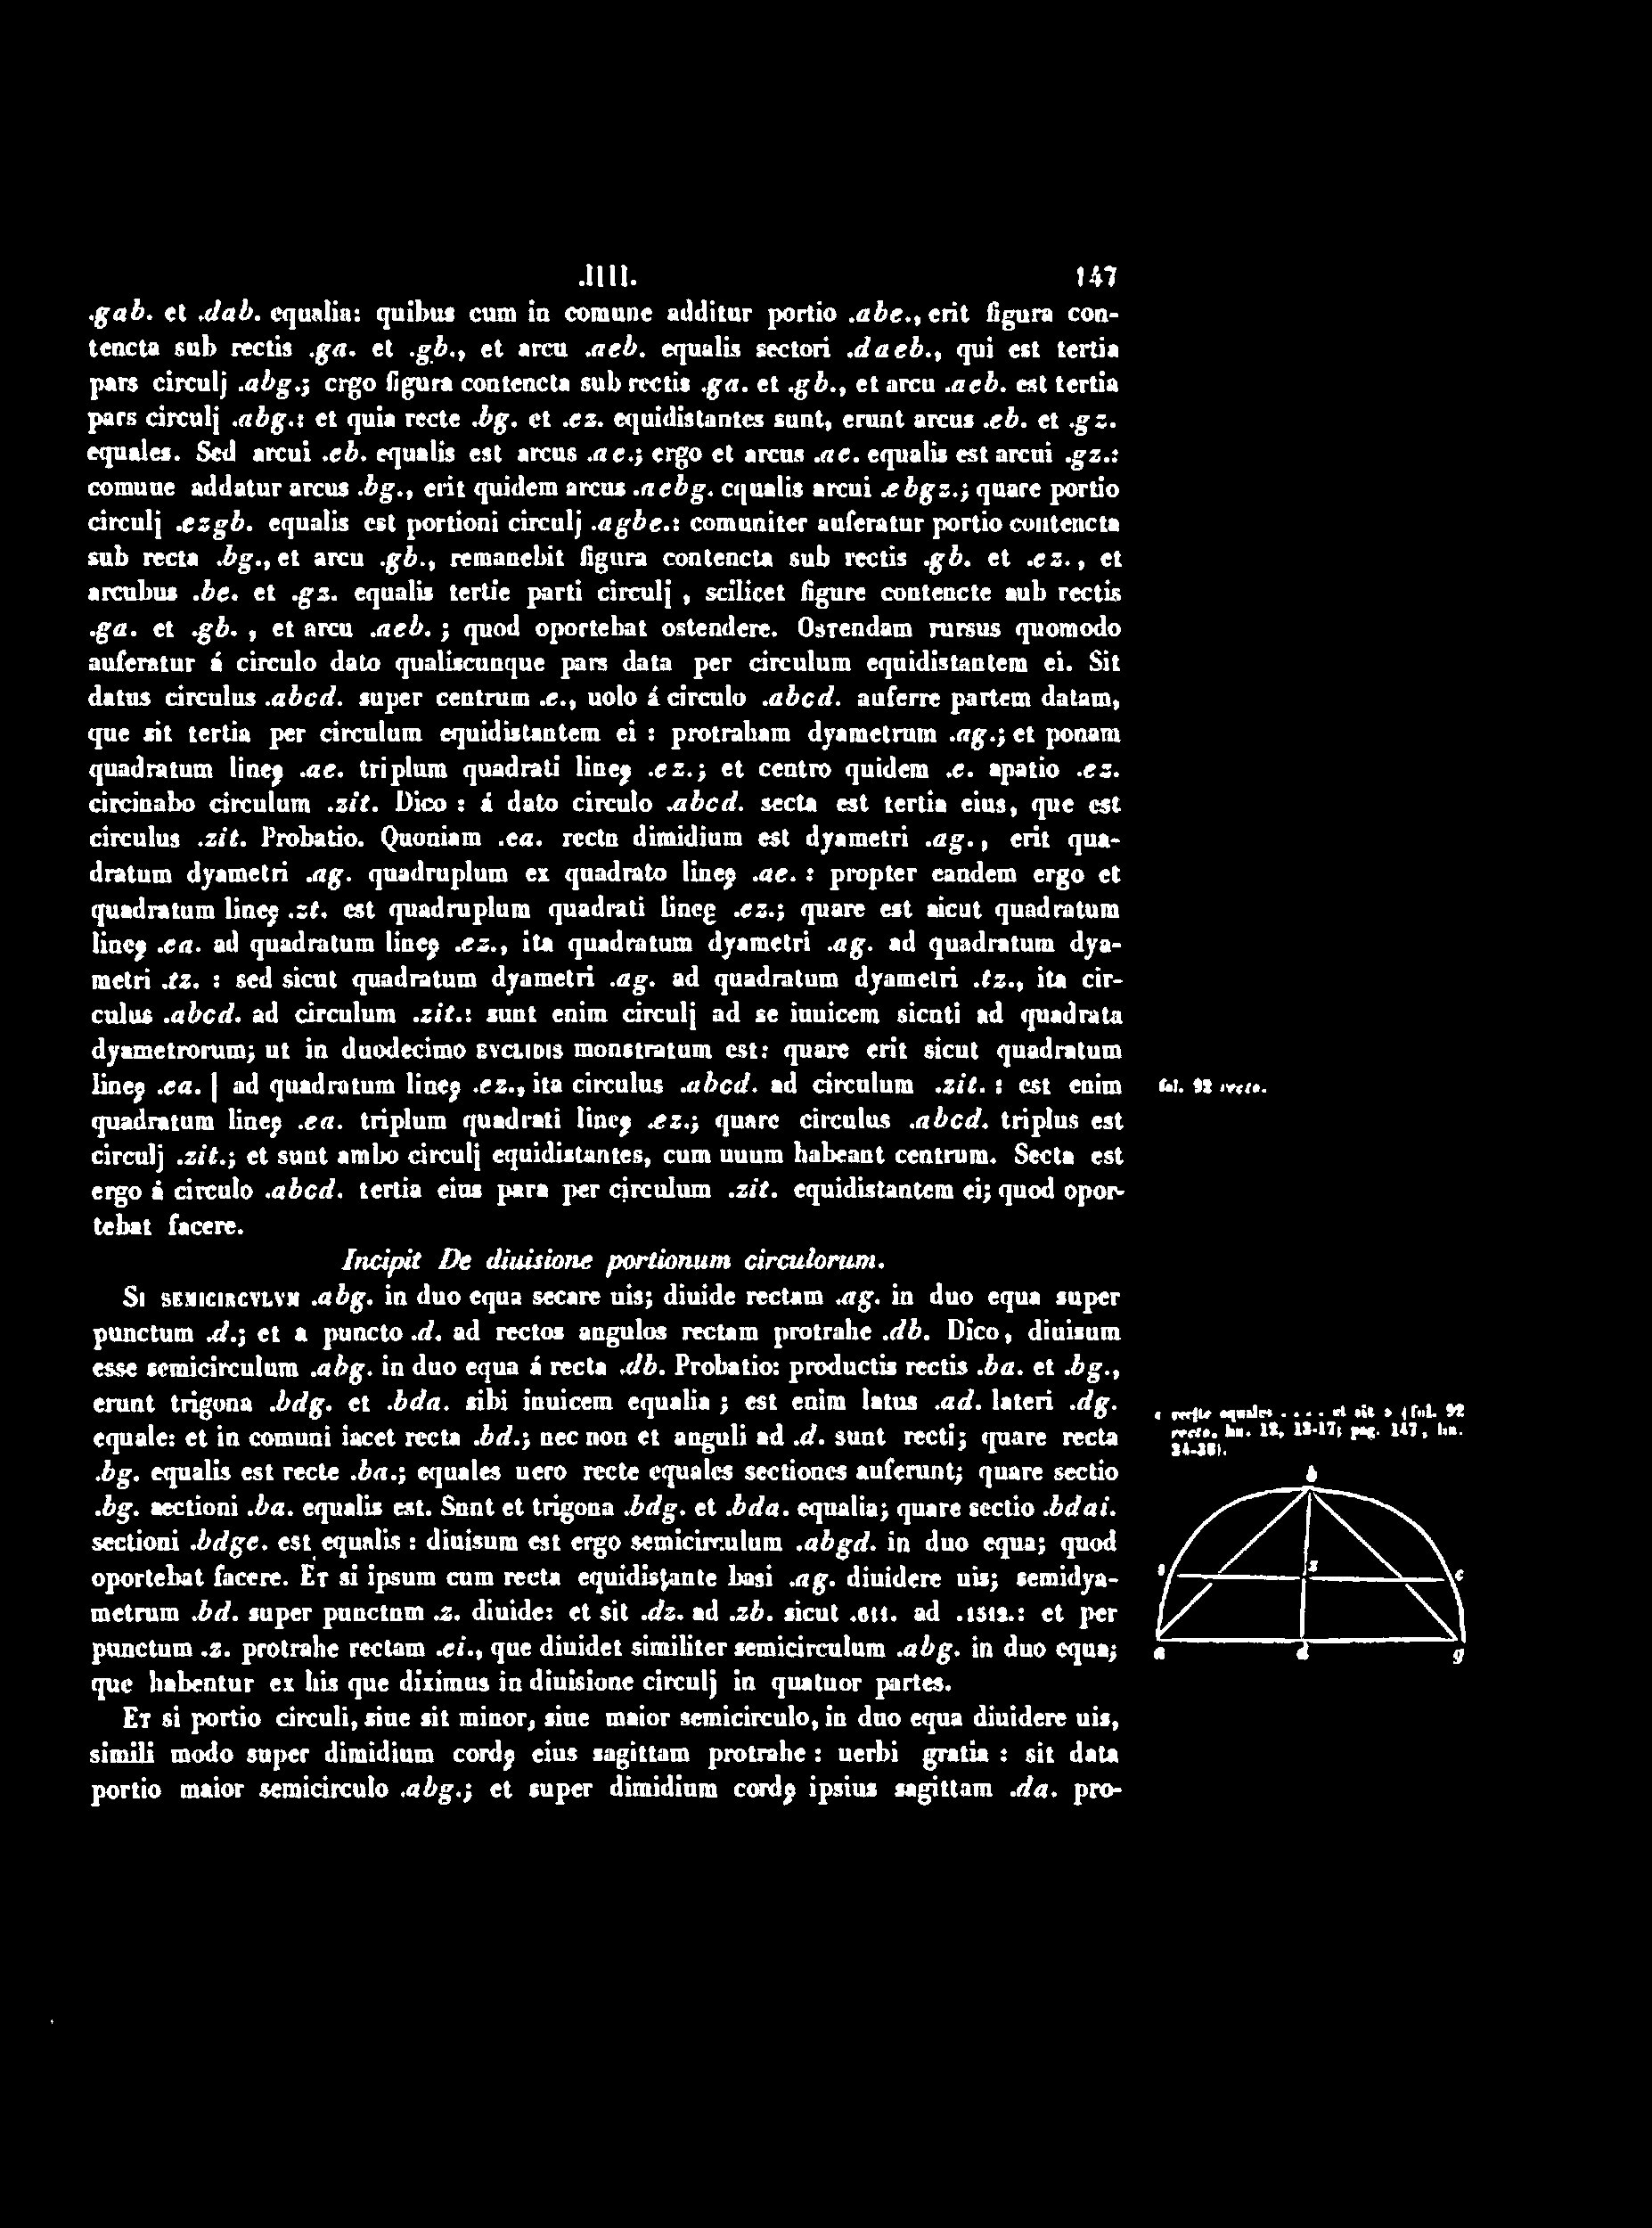 .IIII. 147
.gab. et .dab. equalia: quibus cum in comune additur portio .abe., erit figura con-
tencta sub rectis .ga. et .gb., et arcu .aeb. equalis sectori .daeb., qui est tertia
pars circulj .abg.; ergo figura contencta sub rectis .ga. et .gb., et arcu .aeb. est tertia
pars circulj .abg.: et quia recte .bg. et .ez. equidistantes sunt, erunt arcus .eb. et .gz.
equales. Sed arcui .eb. equalis est arcus .ae.; ergo et arcus .ae. equalis est arcui .gz.:
comune addatur arcus .bg., erit quidem arcus .aebg. equalis arcui .ebgz.; quare portio
circulj .ezgb. equalis est portioni circulj .agbe.: comuniter auferatur portio contencta
sub recta .bg., et arcu .gb., remanebit figura contencta sub rectis .gb. et .ez., et
arcubus .be. et .gz. equalis tertie parti circulj , scilicet figure contencte sub rectis
.ga. et .gb. , et arcu .aeb. ; quod oportebat ostendere. OsTendam rursus quomodo
auferatur á circulo dato qualiscunque pars data per circulum equidistantem ei. Sit
datus circulus .abcd. super centrum .e., uolo á circulo .abcd. auferre partem datam,
que sit tertia per circulum equidistantem ei : protraham dyametrum .ag.; et ponam
quadratum lineę .ae. triplum quadrati lineę .ez.; et centro quidem .e. spatio .ez.
circinabo circulum .zit. Dico : á dato circulo .abcd. secta est tertia eius, que est
circulus .zit. Probatio. Quoniam .ea. recta dimidium est dyametri .ag., erit qua-
dratum dyametri .ag. quadruplum ex quadrato lineę .ae. : propter eandem ergo et
quadratum lineę .zt. est quadruplum quadrati lineę .ez.; quare est sicut quadratum
lineę .ea. ad quadratum lineę .ez., ita quadratum dyametri .ag. ad quadratum dya-
metri .tz. : sed sicut quadratum dyametri .ag. ad quadratum dyametri .tz., ita cir-
culus .abcd. ad circulum .zit.: sunt enim circulj ad se inuicem sicuti ad quadrata
dyametrorum; ut in duodecimo EVCLIDIS monstratum est: quare erit sicut quadratum
lineę .ea. | ad quadratum lineę .ez., ita circulus .abcd. ad circulum .zit. : est enim
fol. 92 recto.
quadratum lineę .ea. triplum quadrati lineę .ez.; quare circulus .abcd. triplus est
circulj .zit.; et sunt ambo circulj equidistantes, cum unum habeant centrum. Secta est
ergo á circulo .abcd. tertia eius pars per circulum .zit. equidistantem ei; quod opor-
tebat facere.
Incipit De diuisione portionum circulorum.
SI SEMICIRCVLVM .abg. in duo equa secare uis; diuide rectam .ag. in duo equa super
punctum .d.; et a puncto .d. ad rectos angulos rectam protrahe .db. Dico, diuisum
esse semicirculum .abg. in duo equa á recta .db. Probatio: productis rectis .ba. et .bg.,
erunt trigona .bdg. et .bda. sibi inuicem equalia ; est enim latus .ad. lateri .dg.
equale: et in comuni iacet recta .bd.; nec non et anguli ad .d. sunt recti; quare recta
.bg. equalis est recte .ba.; equales uero recte equales sectiones auferunt; quare sectio
.bg. sectioni .ba. equalis est. Sunt et trigona .bdg. et .bda. equalia; quare sectio .bdai.
sectioni .bdge. est equalis : diuisum est ergo semicirculum .abgd. in duo equa; quod
oportebat facere. ET si ipsum cum recta equidistante basi .ag. diuidere uis; semidya-
metrum .bd. super punctum .z. diuide: et sit .dz. ad .zb. sicut .611. ad .1512.: et per
punctum .z. protrahe rectam .ei., que diuidet similiter semicirculum .abg. in duo equa;
que habentur ex his que diximus in diuisione circulj in quatuor partes.
ET si portio circuli, siue sit minor, siue maior semicirculo, in duo equa diuidere uis,
simili modo super dimidium cordę eius sagittam protrahe : uerbi gratia : sit data
portio maior semicirculo .abg.; et super dimidium cordę ipsius sagittam .da. pro-
« recte equales . . . . et sit » (fol. 92
recto, lin. 12, 13-17; pag. 147, lin.
34-38).
b
z
e
a d g